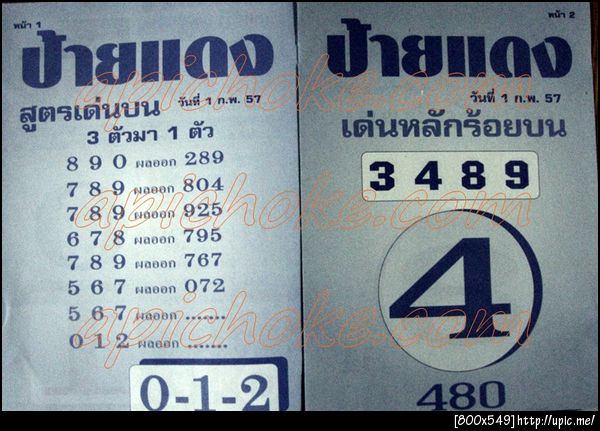 หน้า 1
ป้ายแดง
สูตรเด่นบน วันที่ 1 ก.พ. 57
3 ตัวมา 1 ตัว
8 9 0 ผลออก 289
7 8 9 ผลออก 804
7 8 9 ผลออก 925
6 7 8 ผลออก 795
7 8 9 ผลออก 767
5 6 7 ผลออก 072
5 6 7 ผลออก .......
0 1 2 ผลออก .......
0-1-2
หน้า 2
ป้ายแดง
วันที่ 1 ก.พ. 57
เด่นหลักร้อยบน
3 4 8 9
4
480
apichoke.com
apichoke.com
apichoke.com
[800x549]http://upic.me/